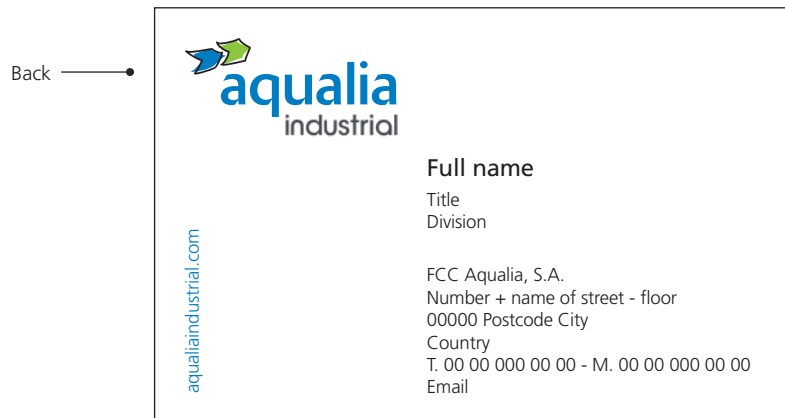 Back
aqualia
industrial
Full name
Title
Division
aqualiaindustrial.com
FCC Aqualia, S.A.
Number + name of street - floor
00000 Postcode City
Country
T. 00 00 000 00 00 - M. 00 00 000 00 00
Email